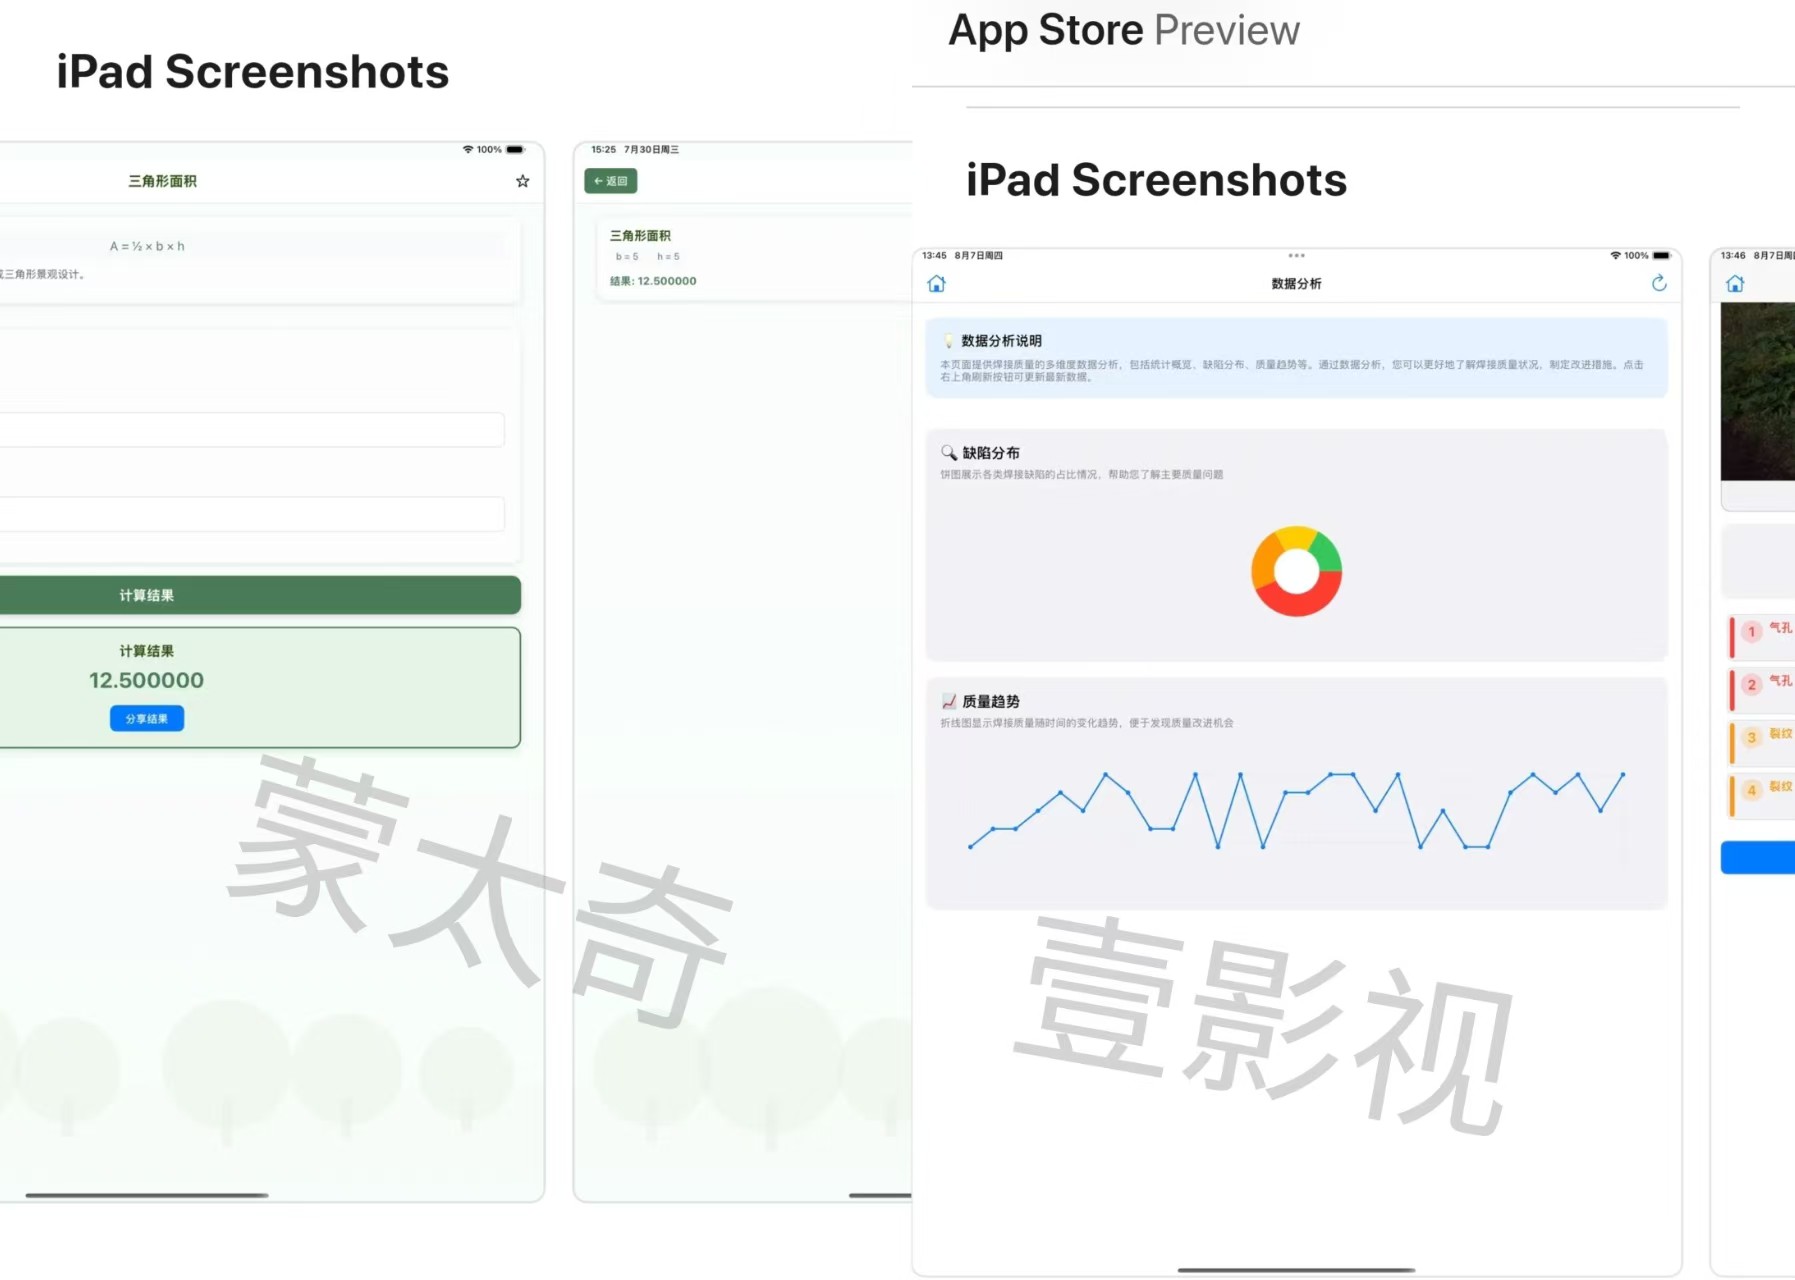 iPad Screenshots
100%
三角形面积
A = ½ × b × h
三角形景观设计。
计算结果
计算结果
12.500000
分享结果
15:25 7月30日周三
← 返回
三角形面积
b = 5 h = 5
结果: 12.500000
蒙太奇
App Store Preview
iPad Screenshots
13:45 8月7日周四
100%
数据分析
数据分析说明
本页面提供焊接质量的多维度数据分析，包括统计概览、缺陷分布、质量趋势等。通过数据分析，您可以更好地了解焊接质量状况，制定改进措施。点击
右上角刷新按钮可更新最新数据。
缺陷分布
饼图展示各类焊接缺陷的占比情况，帮助您了解主要质量问题
质量趋势
折线图显示焊接质量随时间的变化趋势，便于发现质量改进机会
壹影视
13:46 8月7日周
1 气孔
2 气孔
3 裂纹
4 裂纹